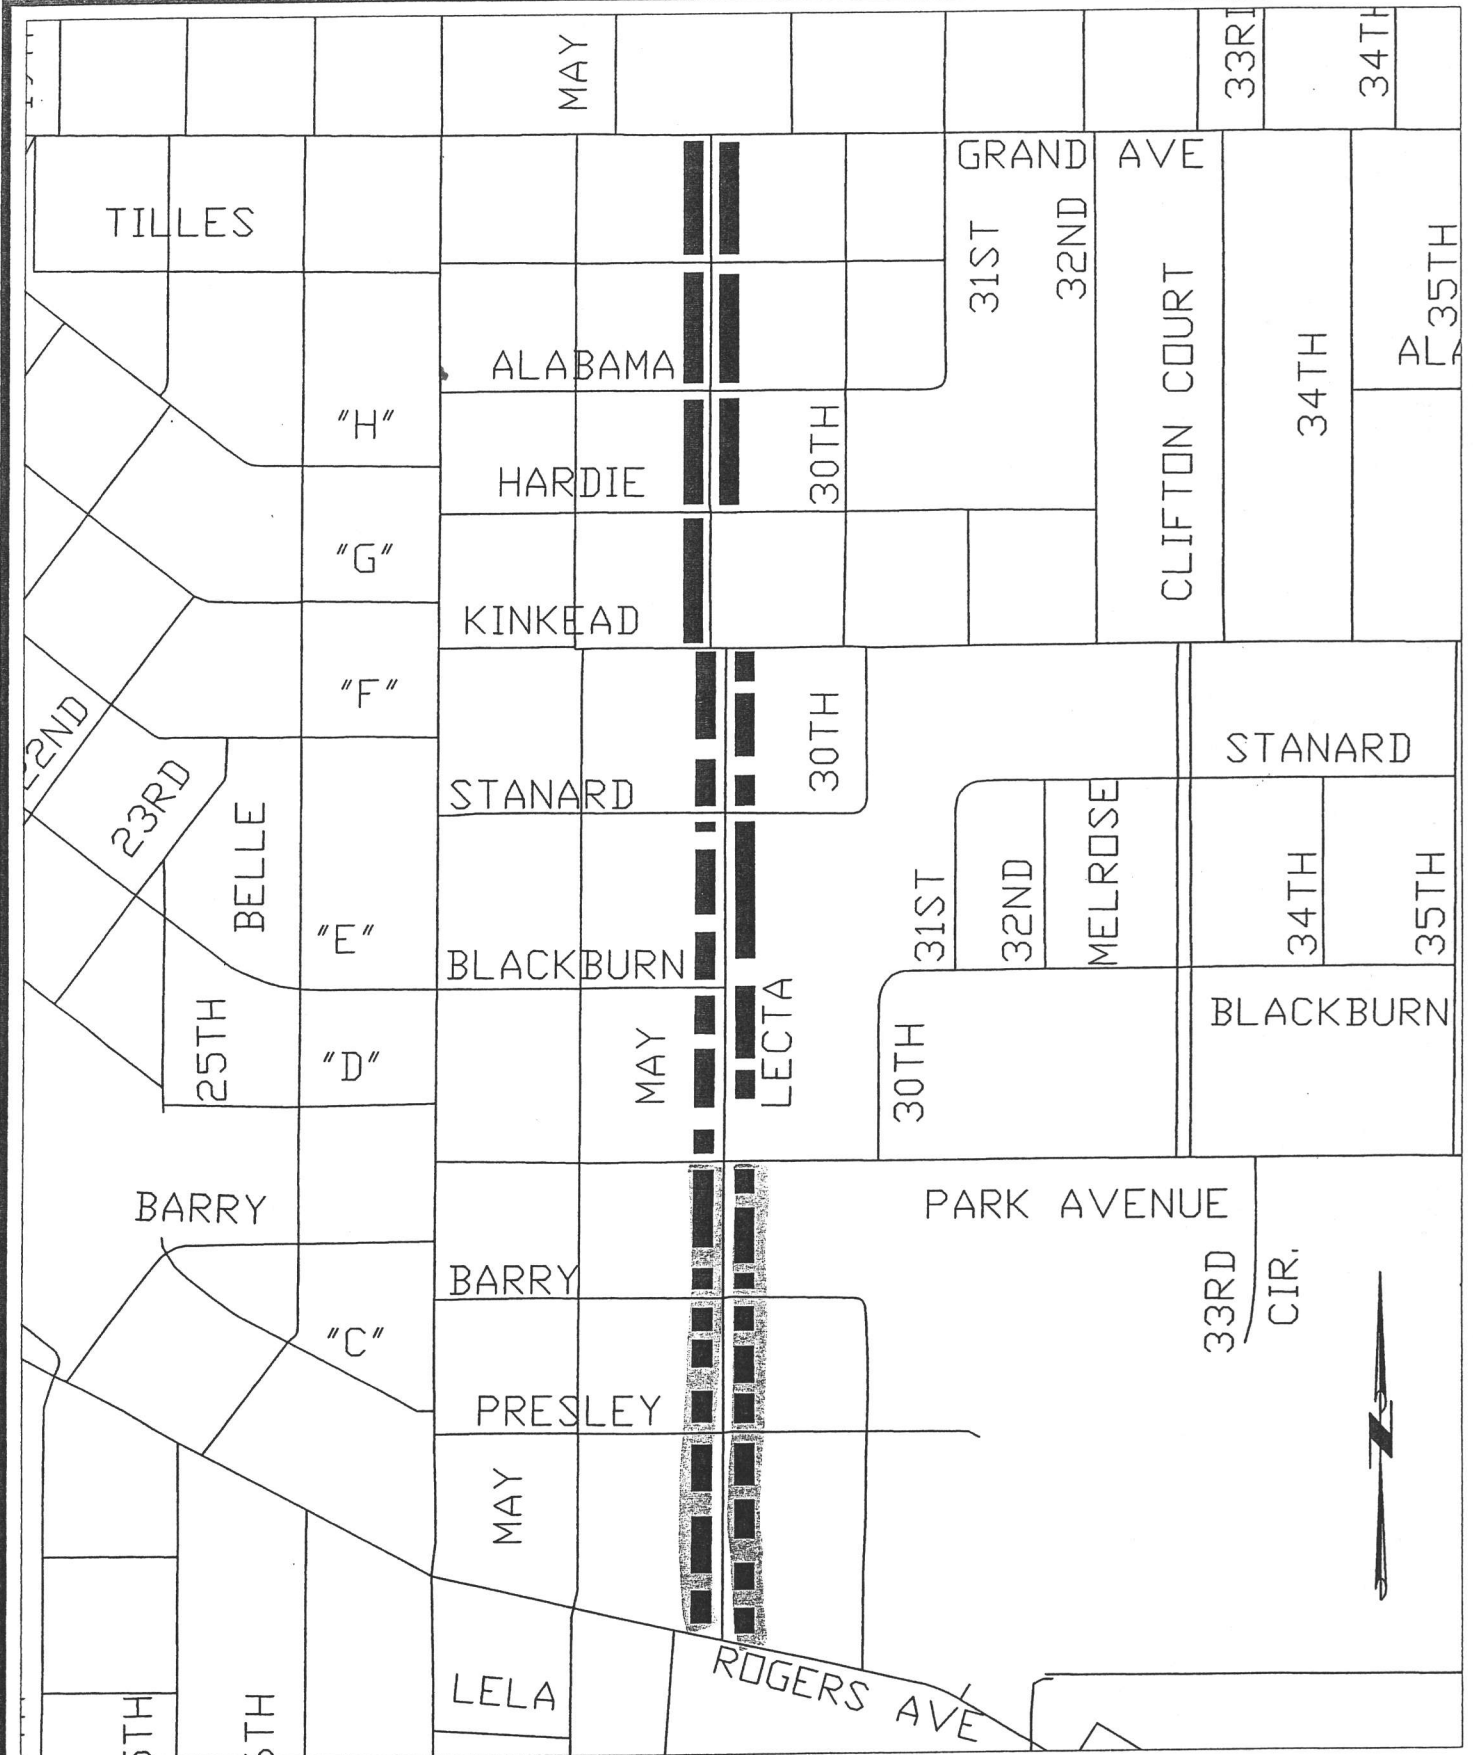 MAY
33RD
34TH
GRAND AVE
TILLES
31ST
32ND
35TH
CLIFTON COURT
34TH
ALABAMA
"H"
30TH
HARDIE
"G"
KINKEAD
"F"
22ND
30TH
STANARD
STANARD
23RD
BELLE
MELROSE
31ST
32ND
34TH
35TH
"E"
BLACKBURN
LECTA
BLACKBURN
25TH
"D"
MAY
30TH
BARRY
PARK AVENUE
BARRY
33RD
CIR.
"C"
PRESLEY
N
MAY
LELA
ROGERS AVE